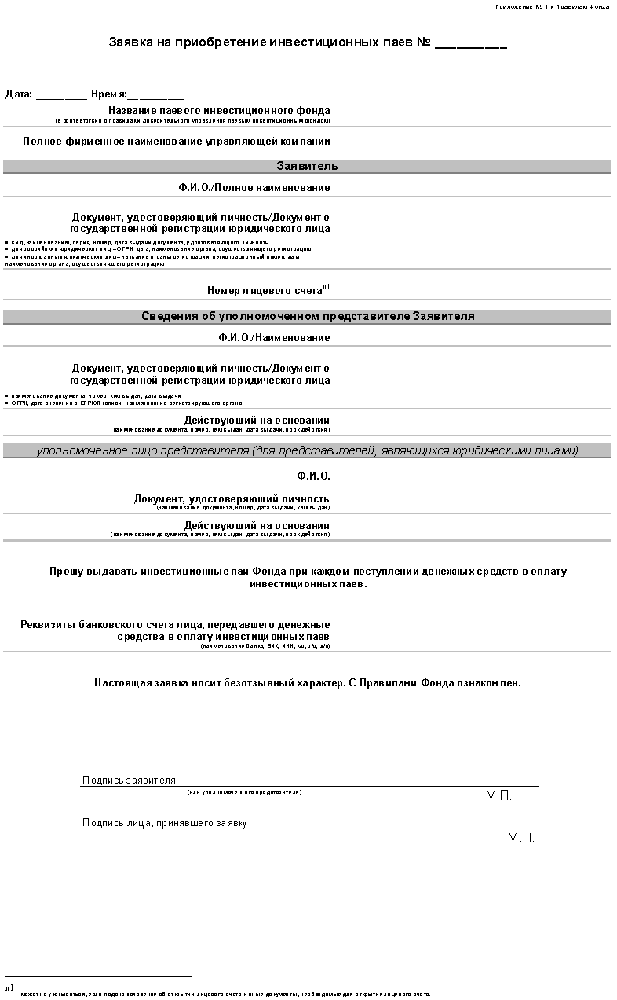 Приложение № 1 к Правилам Фонда
Заявка на приобретение инвестиционных паев № __________
Дата: _________ Время:__________
Название паевого инвестиционного фонда
(в соответствии с правилами доверительного управления паевым инвестиционным фондом)
Полное фирменное наименование управляющей компании
Заявитель
Ф.И.О./Полное наименование
Документ, удостоверяющий личность/Документ о
государственной регистрации юридического лица
• вид (наименование), серия, номер, дата выдачи документа, удостоверяющего личность
• для российских юридических лиц – ОГРН, дата, наименование органа, осуществляющего регистрацию
• для иностранных юридических лиц – название страны регистрации, регистрационный номер, дата,
наименование органа, осуществляющего регистрацию
Номер лицевого счета п1
Сведения об уполномоченном представителе Заявителя
Ф.И.О./Наименование
Документ, удостоверяющий личность/Документ о
государственной регистрации юридического лица
• наименование документа, номер, кем выдан, дата выдачи
• ОГРН, дата внесения в ЕГРЮЛ записи, наименование регистрирующего органа
Действующий на основании
(наименование документа, номер, кем выдан, дата выдачи, срок действия)
уполномоченное лицо представителя (для представителей, являющихся юридическими лицами)
Ф.И.О.
Документ, удостоверяющий личность
(наименование документа, номер, дата выдачи, кем выдан)
Действующий на основании
(наименование документа, номер, кем выдан, дата выдачи, срок действия)
Прошу выдавать инвестиционные паи Фонда при каждом поступлении денежных средств в оплату
инвестиционных паев.
Реквизиты банковского счета лица, передавшего денежные
средства в оплату инвестиционных паев
(наименование банка, БИК, ИНН, к/с, р/с, л/с)
Настоящая заявка носит безотзывный характер. С Правилами Фонда ознакомлен.
Подпись заявителя
(или уполномоченного представителя)
М.П.
Подпись лица, принявшего заявку
М.П.
п1 может не указываться, если подано заявление об открытии лицевого счета и иные документы, необходимые для открытия лицевого счета.